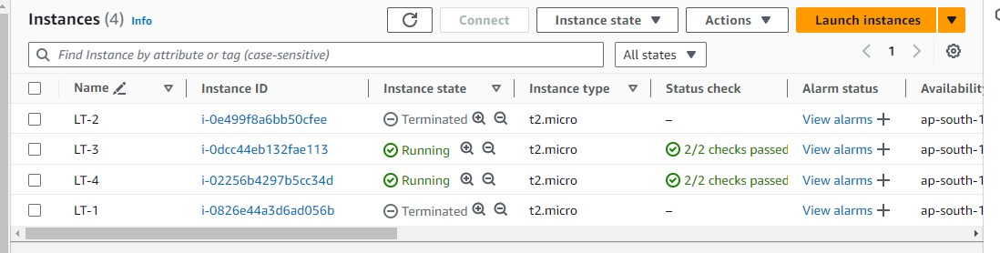 Instances (4) Info Connect Instance state Actions Launch instances
Find Instance by attribute or tag (case-sensitive) All states 1
Name Instance ID Instance state Instance type Status check Alarm status Availability
LT-2 i-0e499f8a6bb50cfee Terminated t2.micro – View alarms + ap-south-1
LT-3 i-0dcc44eb132fae113 Running t2.micro 2/2 checks passed View alarms + ap-south-1
LT-4 i-02256b4297b5cc34d Running t2.micro 2/2 checks passed View alarms + ap-south-1
LT-1 i-0826e44a3d6ad056b Terminated t2.micro – View alarms + ap-south-1